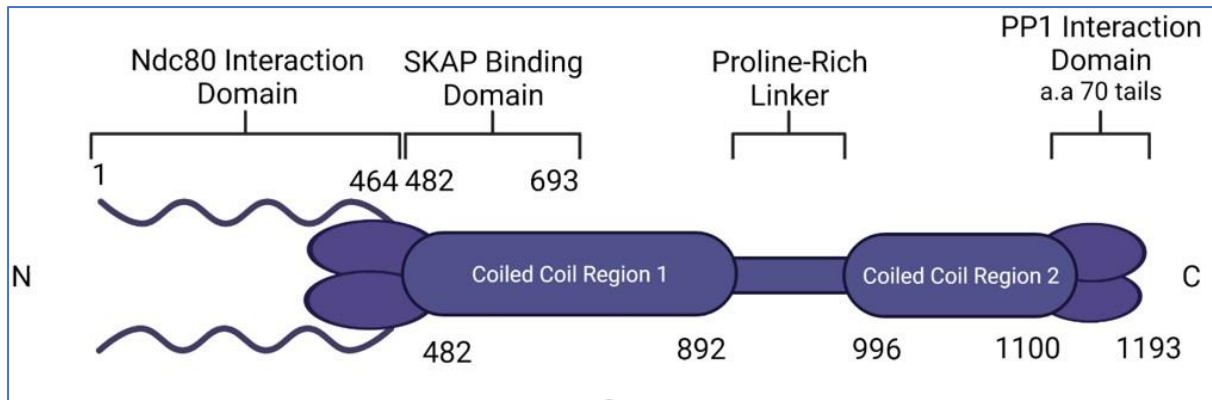 PP1 Interaction
Domain
a.a 70 tails
Ndc80 Interaction
Domain
SKAP Binding
Domain
Proline-Rich
Linker
1
464
482
693
N
Coiled Coil Region 1
Coiled Coil Region 2
C
482
892
996
1100
1193